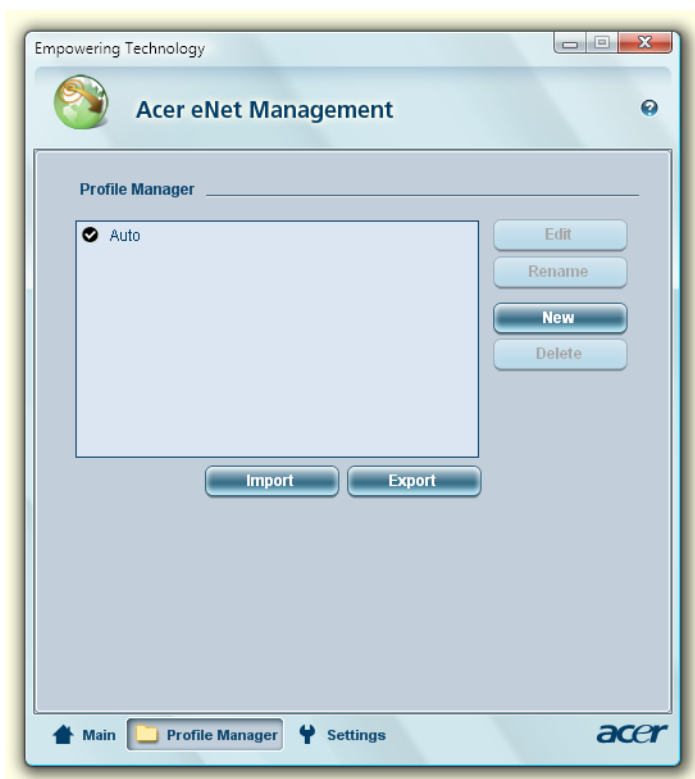 Empowering Technology
Acer eNet Management
Profile Manager
Auto
Edit
Rename
New
Delete
Import Export
Main Profile Manager Settings acer